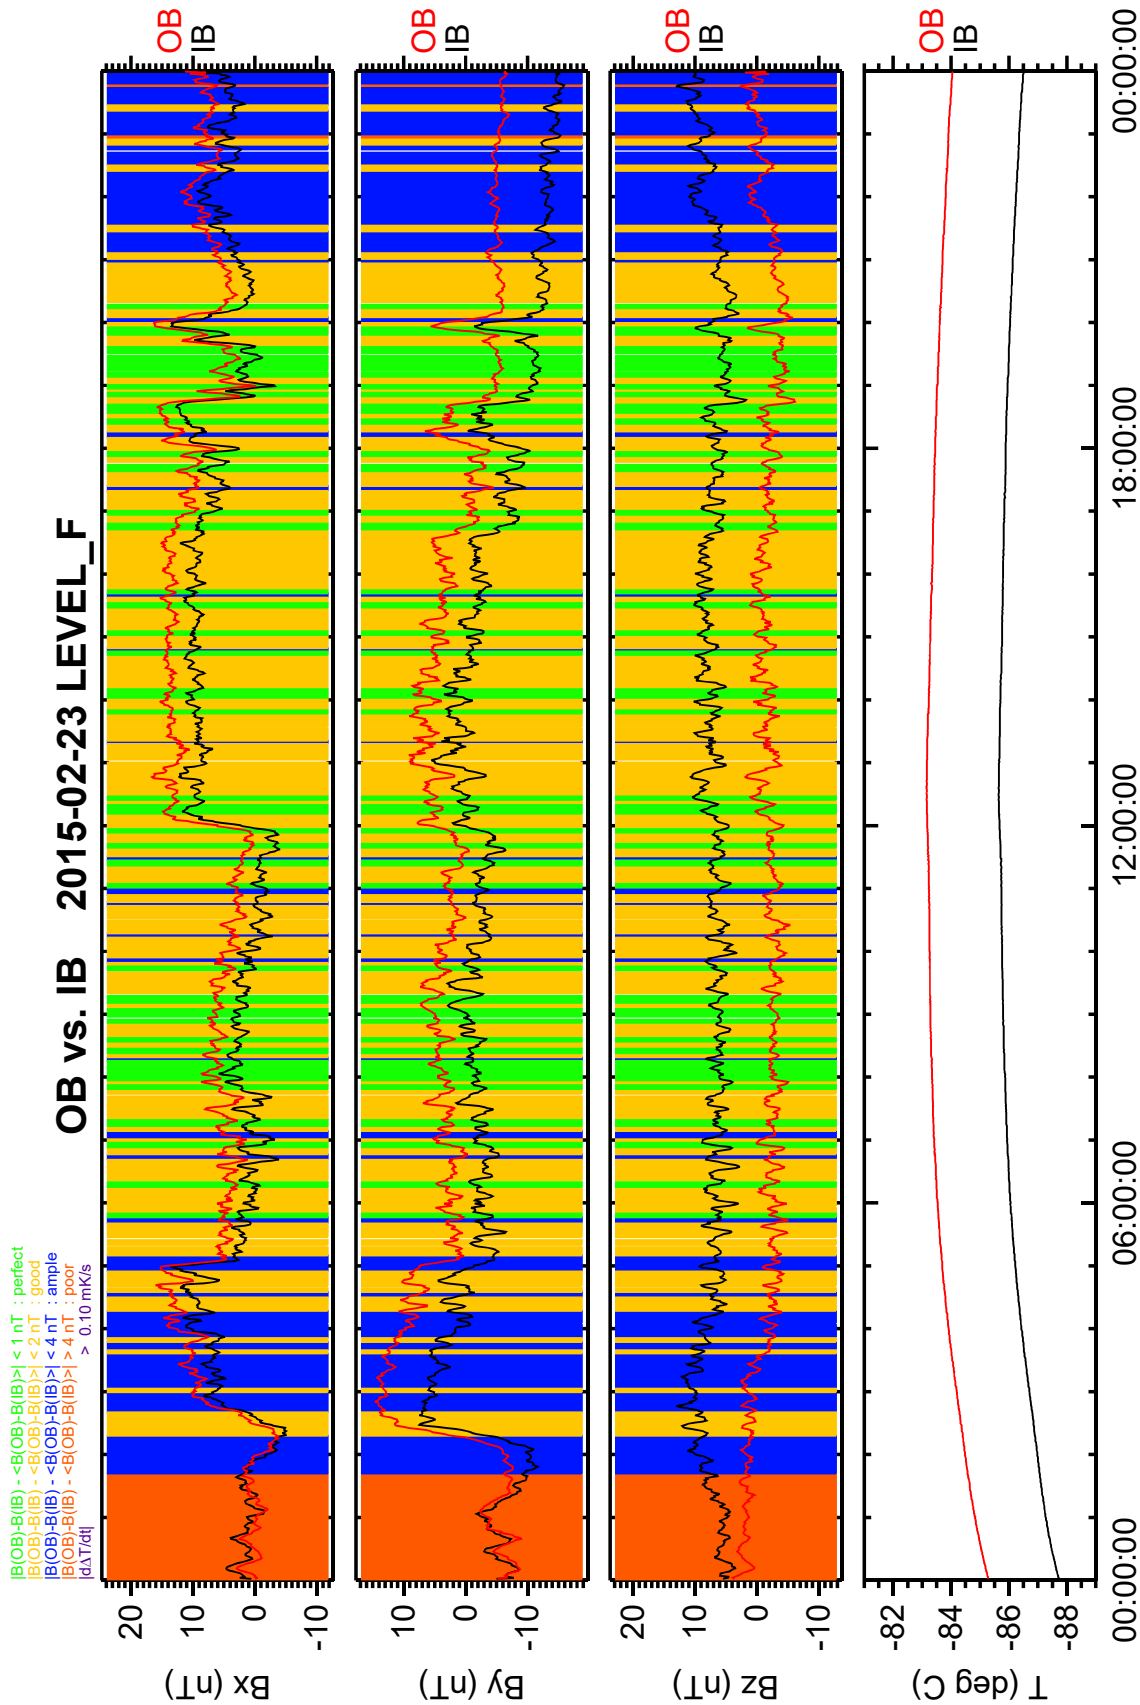 OB vs. IB 2015-02-23 LEVEL_F
|B(OB)-B(IB) - <B(OB)-B(IB)>| < 1 nT : perfect
|B(OB)-B(IB) - <B(OB)-B(IB)>| < 2 nT : good
|B(OB)-B(IB) - <B(OB)-B(IB)>| < 4 nT : ample
|B(OB)-B(IB) - <B(OB)-B(IB)>| > 4 nT : poor
|dΔT/dt| > 0.10 mK/s
Bx (nT)
20
10
0
-10
OB
IB
By (nT)
10
0
-10
OB
IB
Bz (nT)
20
10
0
-10
OB
IB
T (deg C)
-82
-84
-86
-88
OB
IB
00:00:00
06:00:00
12:00:00
18:00:00
00:00:00